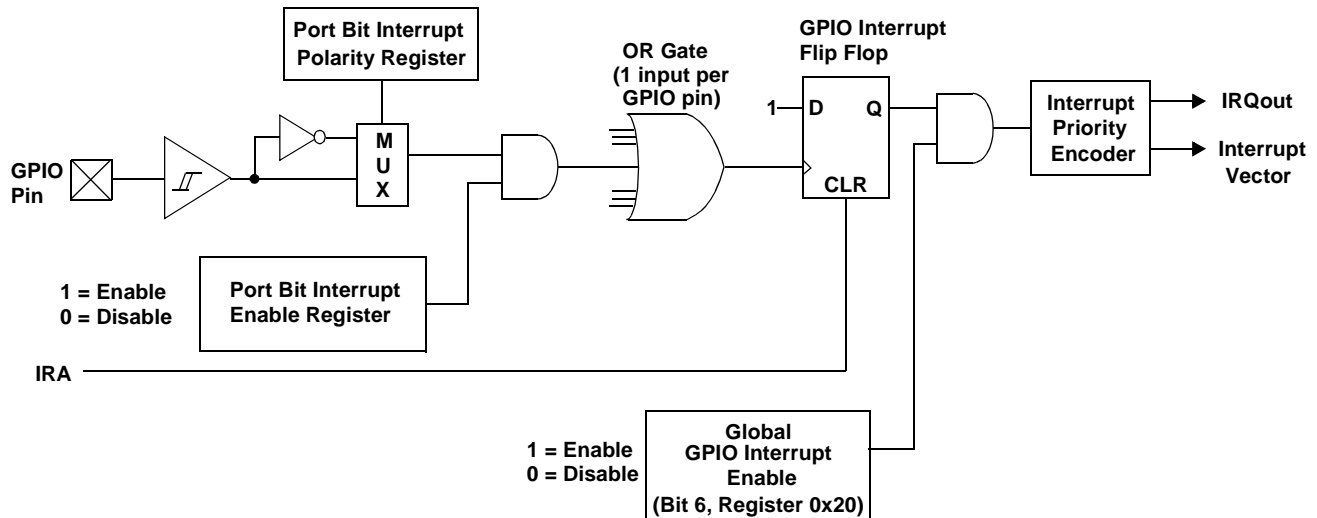 Port Bit Interrupt
Polarity Register
OR Gate
(1 input per
GPIO pin)
GPIO Interrupt
Flip Flop
M
U
X
1
D
Q
CLR
Interrupt
Priority
Encoder
IRQout
Interrupt
Vector
GPIO
Pin
1 = Enable
0 = Disable
Port Bit Interrupt
Enable Register
IRA
1 = Enable
0 = Disable
Global
GPIO Interrupt
Enable
(Bit 6, Register 0x20)